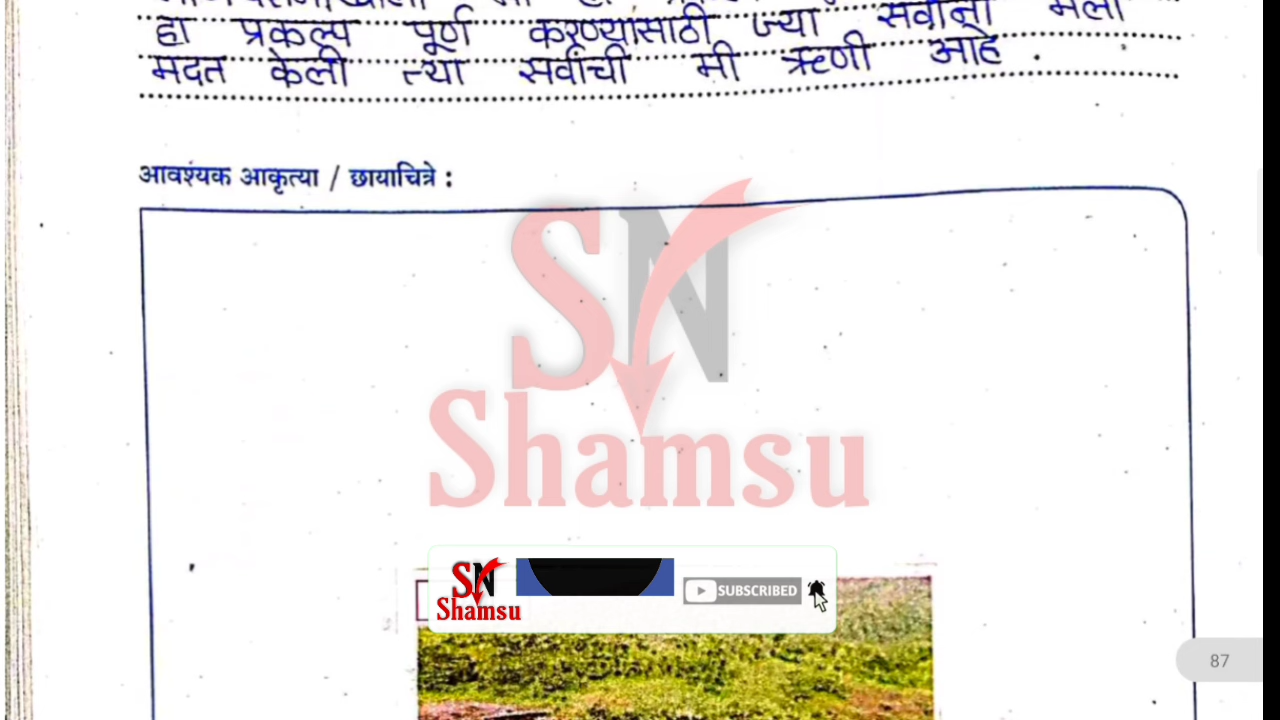 हा प्रकल्प पूर्ण करण्यासाठी ज्या सर्वांनी मला
मदत केली त्या सर्वांची मी ऋणी आहे .
आवश्यक आकृत्या / छायाचित्रे :
SN
Shamsu
SN
Shamsu
SUBSCRIBED
87